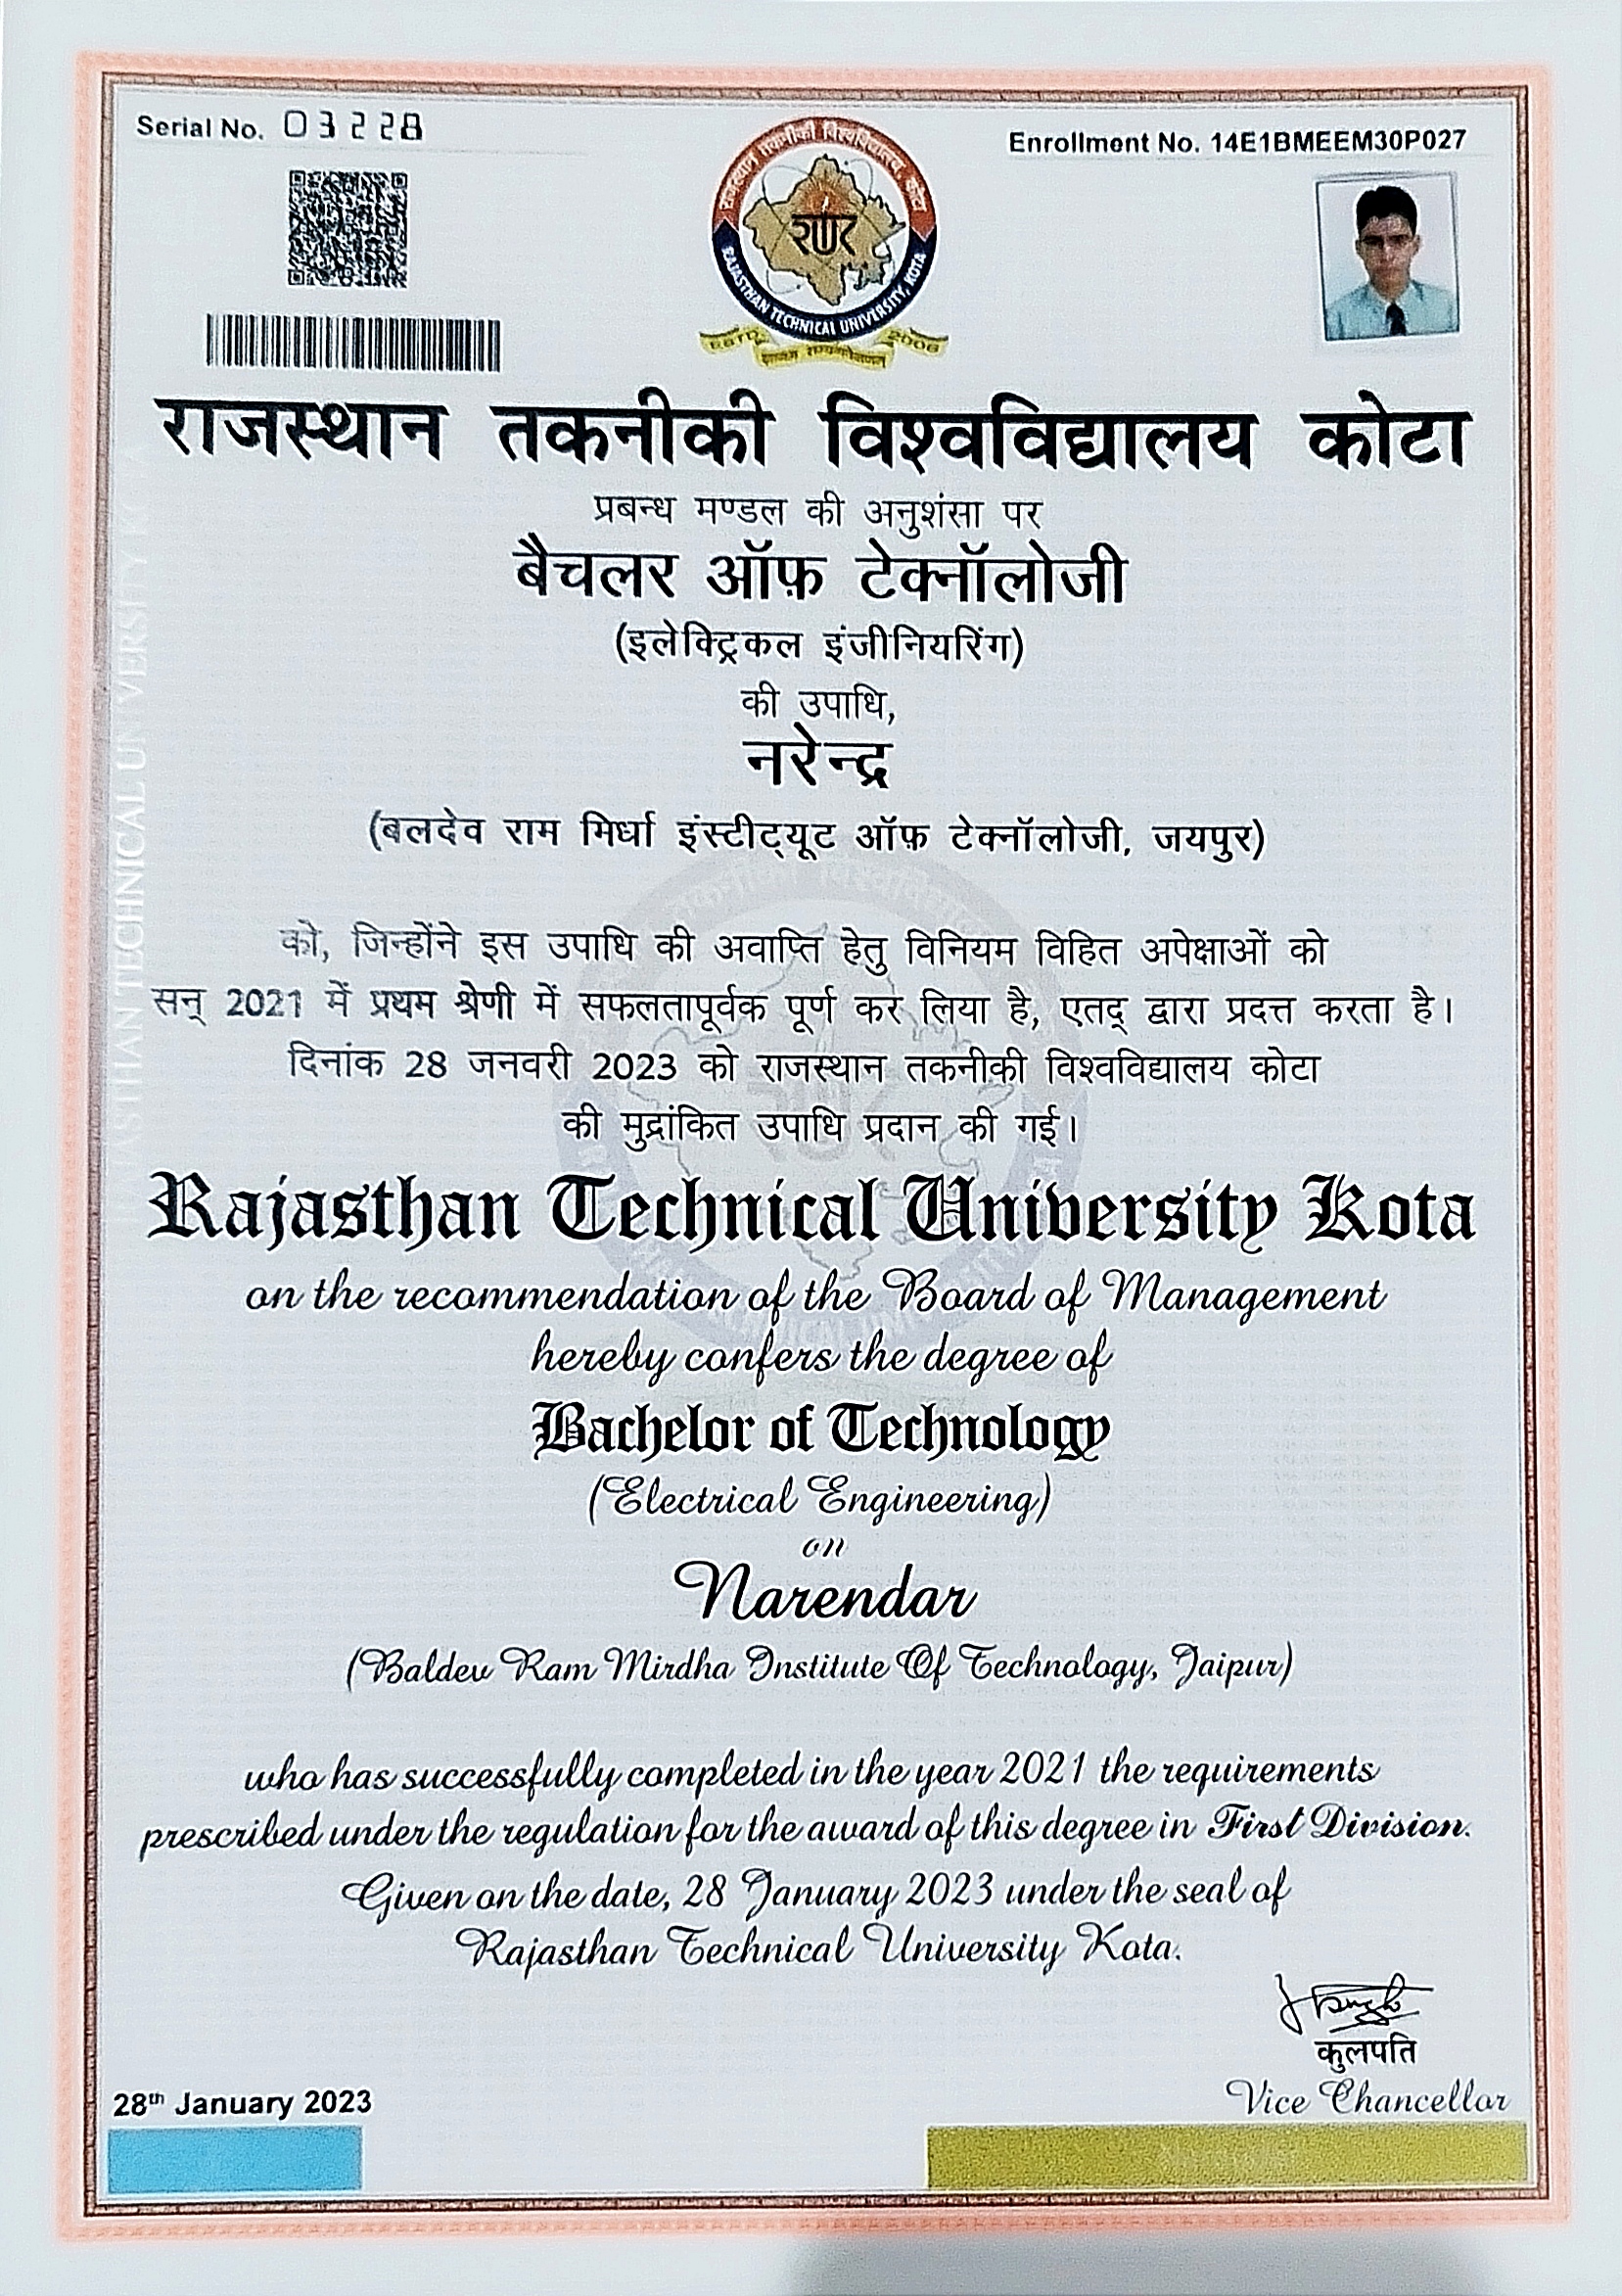 Serial No. 03228
Enrollment No. 14E1BMEEM30P027
राजस्थान तकनीकी विश्वविद्यालय कोटा
RAJASTHAN TECHNICAL UNIVERSITY, KOTA
ESTD. 2006
राजस्थान तकनीकी विश्वविद्यालय कोटा
प्रबन्ध मण्डल की अनुशंसा पर
बैचलर ऑफ़ टेक्नॉलोजी
(इलेक्ट्रिकल इंजीनियरिंग)
की उपाधि,
नरेन्द्र
(बलदेव राम मिर्धा इंस्टीट्यूट ऑफ़ टेक्नॉलोजी, जयपुर)
को, जिन्होंने इस उपाधि की अवाप्ति हेतु विनियम विहित अपेक्षाओं को
सन् 2021 में प्रथम श्रेणी में सफलतापूर्वक पूर्ण कर लिया है, एतद् द्वारा प्रदत्त करता है।
दिनांक 28 जनवरी 2023 को राजस्थान तकनीकी विश्वविद्यालय कोटा
की मुद्रांकित उपाधि प्रदान की गई।
Rajasthan Technical University Kota
on the recommendation of the Board of Management
hereby confers the degree of
Bachelor of Technology
(Electrical Engineering)
on
Narendar
(Baldev Ram Mirdha Institute Of Technology, Jaipur)
who has successfully completed in the year 2021 the requirements
prescribed under the regulation for the award of this degree in First Division.
Given on the date, 28 January 2023 under the seal of
Rajasthan Technical University Kota.
कुलपति
Vice Chancellor
28th January 2023
RAJASTHAN TECHNICAL UNIVERSITY